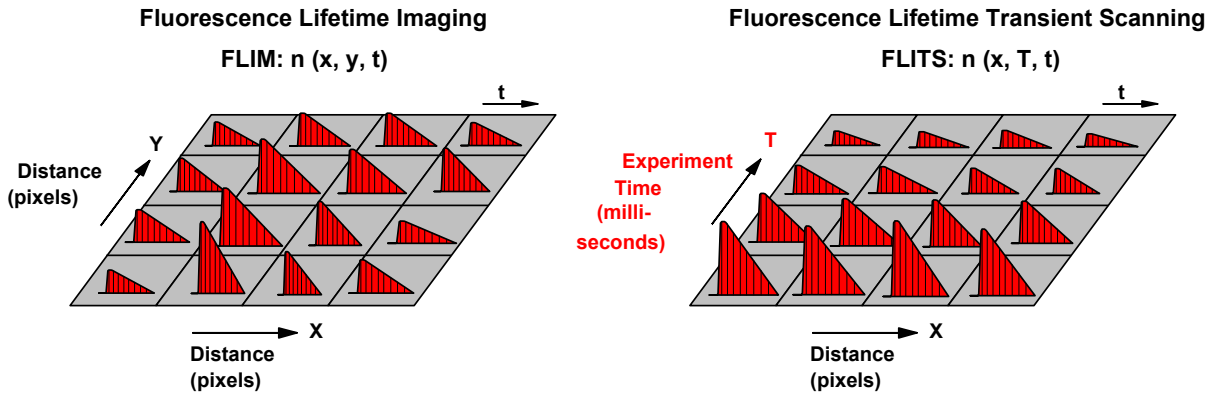 Fluorescence Lifetime Imaging
FLIM: n (x, y, t)
t
Y
Distance
(pixels)
X
Distance
(pixels)
Fluorescence Lifetime Transient Scanning
FLITS: n (x, T, t)
t
T
Experiment
Time
(milli-
seconds)
X
Distance
(pixels)